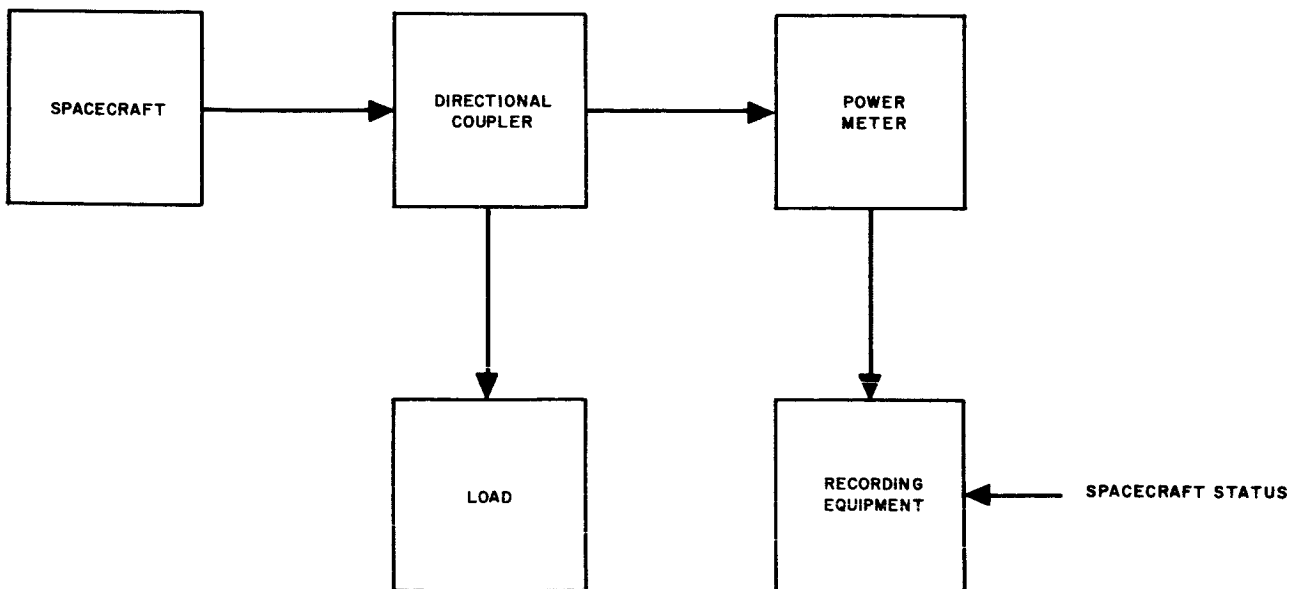 SPACECRAFT
DIRECTIONAL
COUPLER
POWER
METER
LOAD
RECORDING
EQUIPMENT
SPACECRAFT STATUS